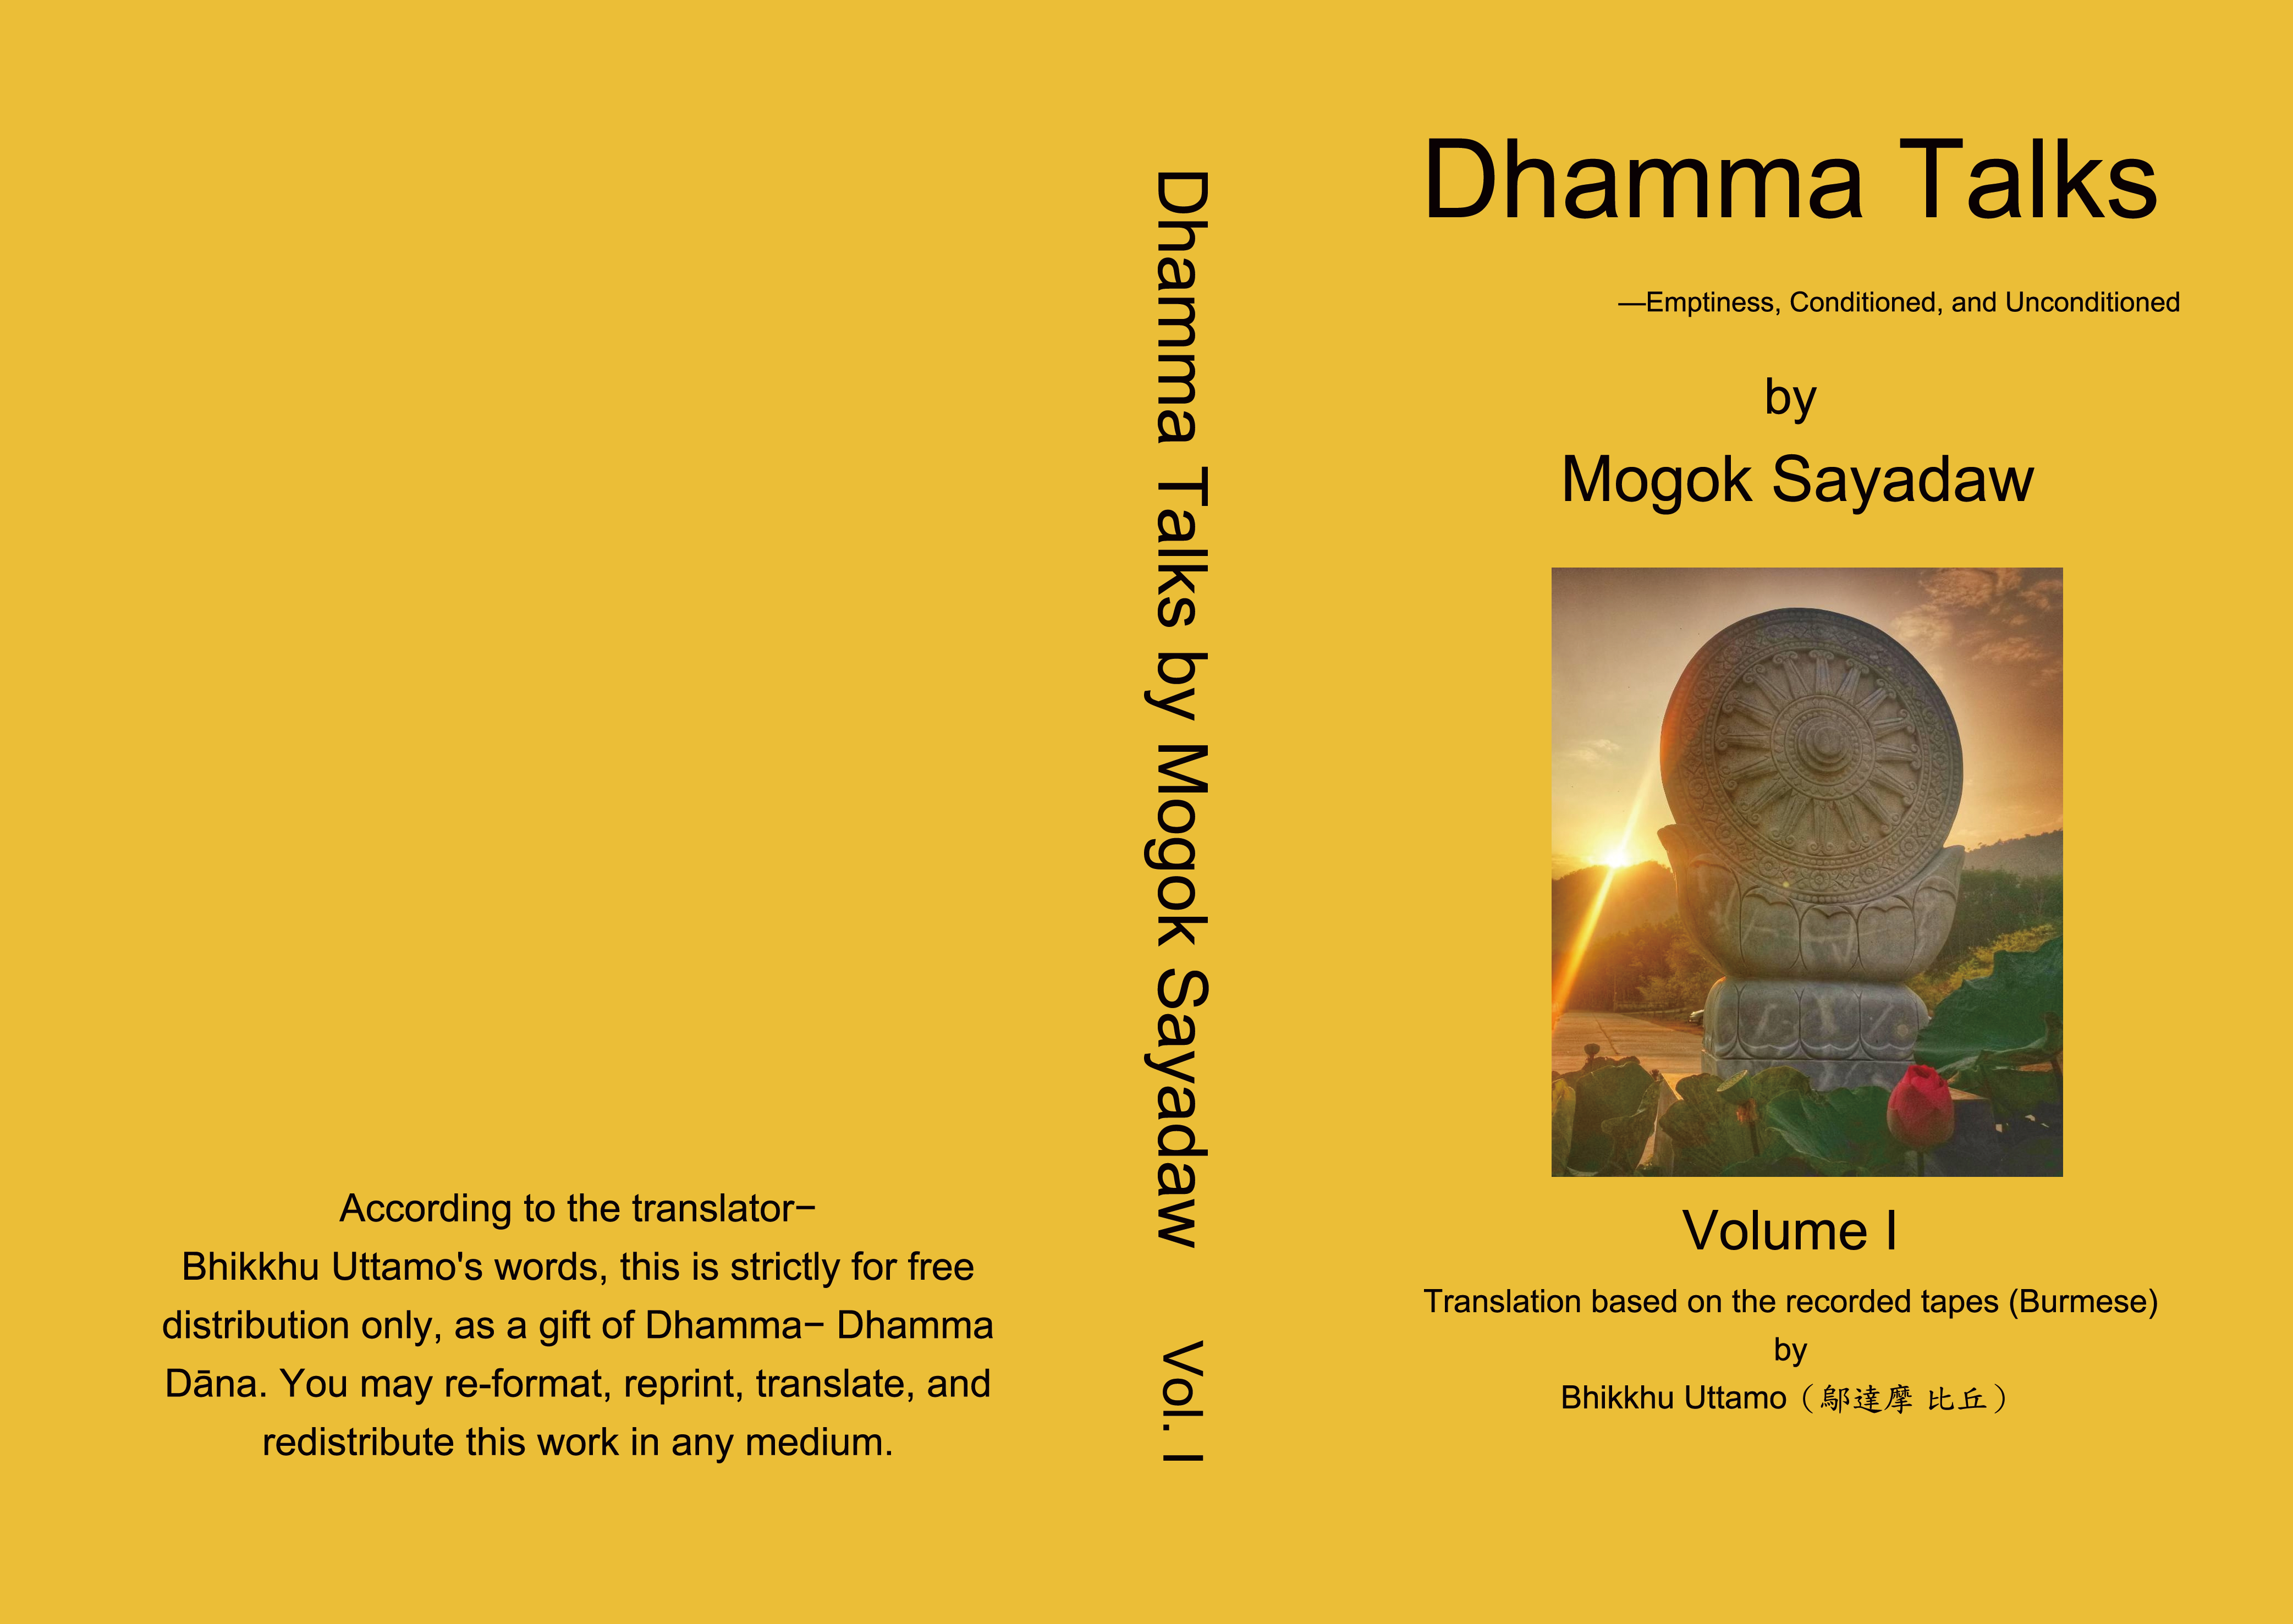 Dhamma Talks
—Emptiness, Conditioned, and Unconditioned
by
Mogok Sayadaw
Volume I
Translation based on the recorded tapes (Burmese)
by
Bhikkhu Uttamo（鄔達摩 比丘）
Dhamma Talks by Mogok Sayadaw Vol. I
According to the translator−
Bhikkhu Uttamo's words, this is strictly for free
distribution only, as a gift of Dhamma− Dhamma
Dāna. You may re-format, reprint, translate, and
redistribute this work in any medium.